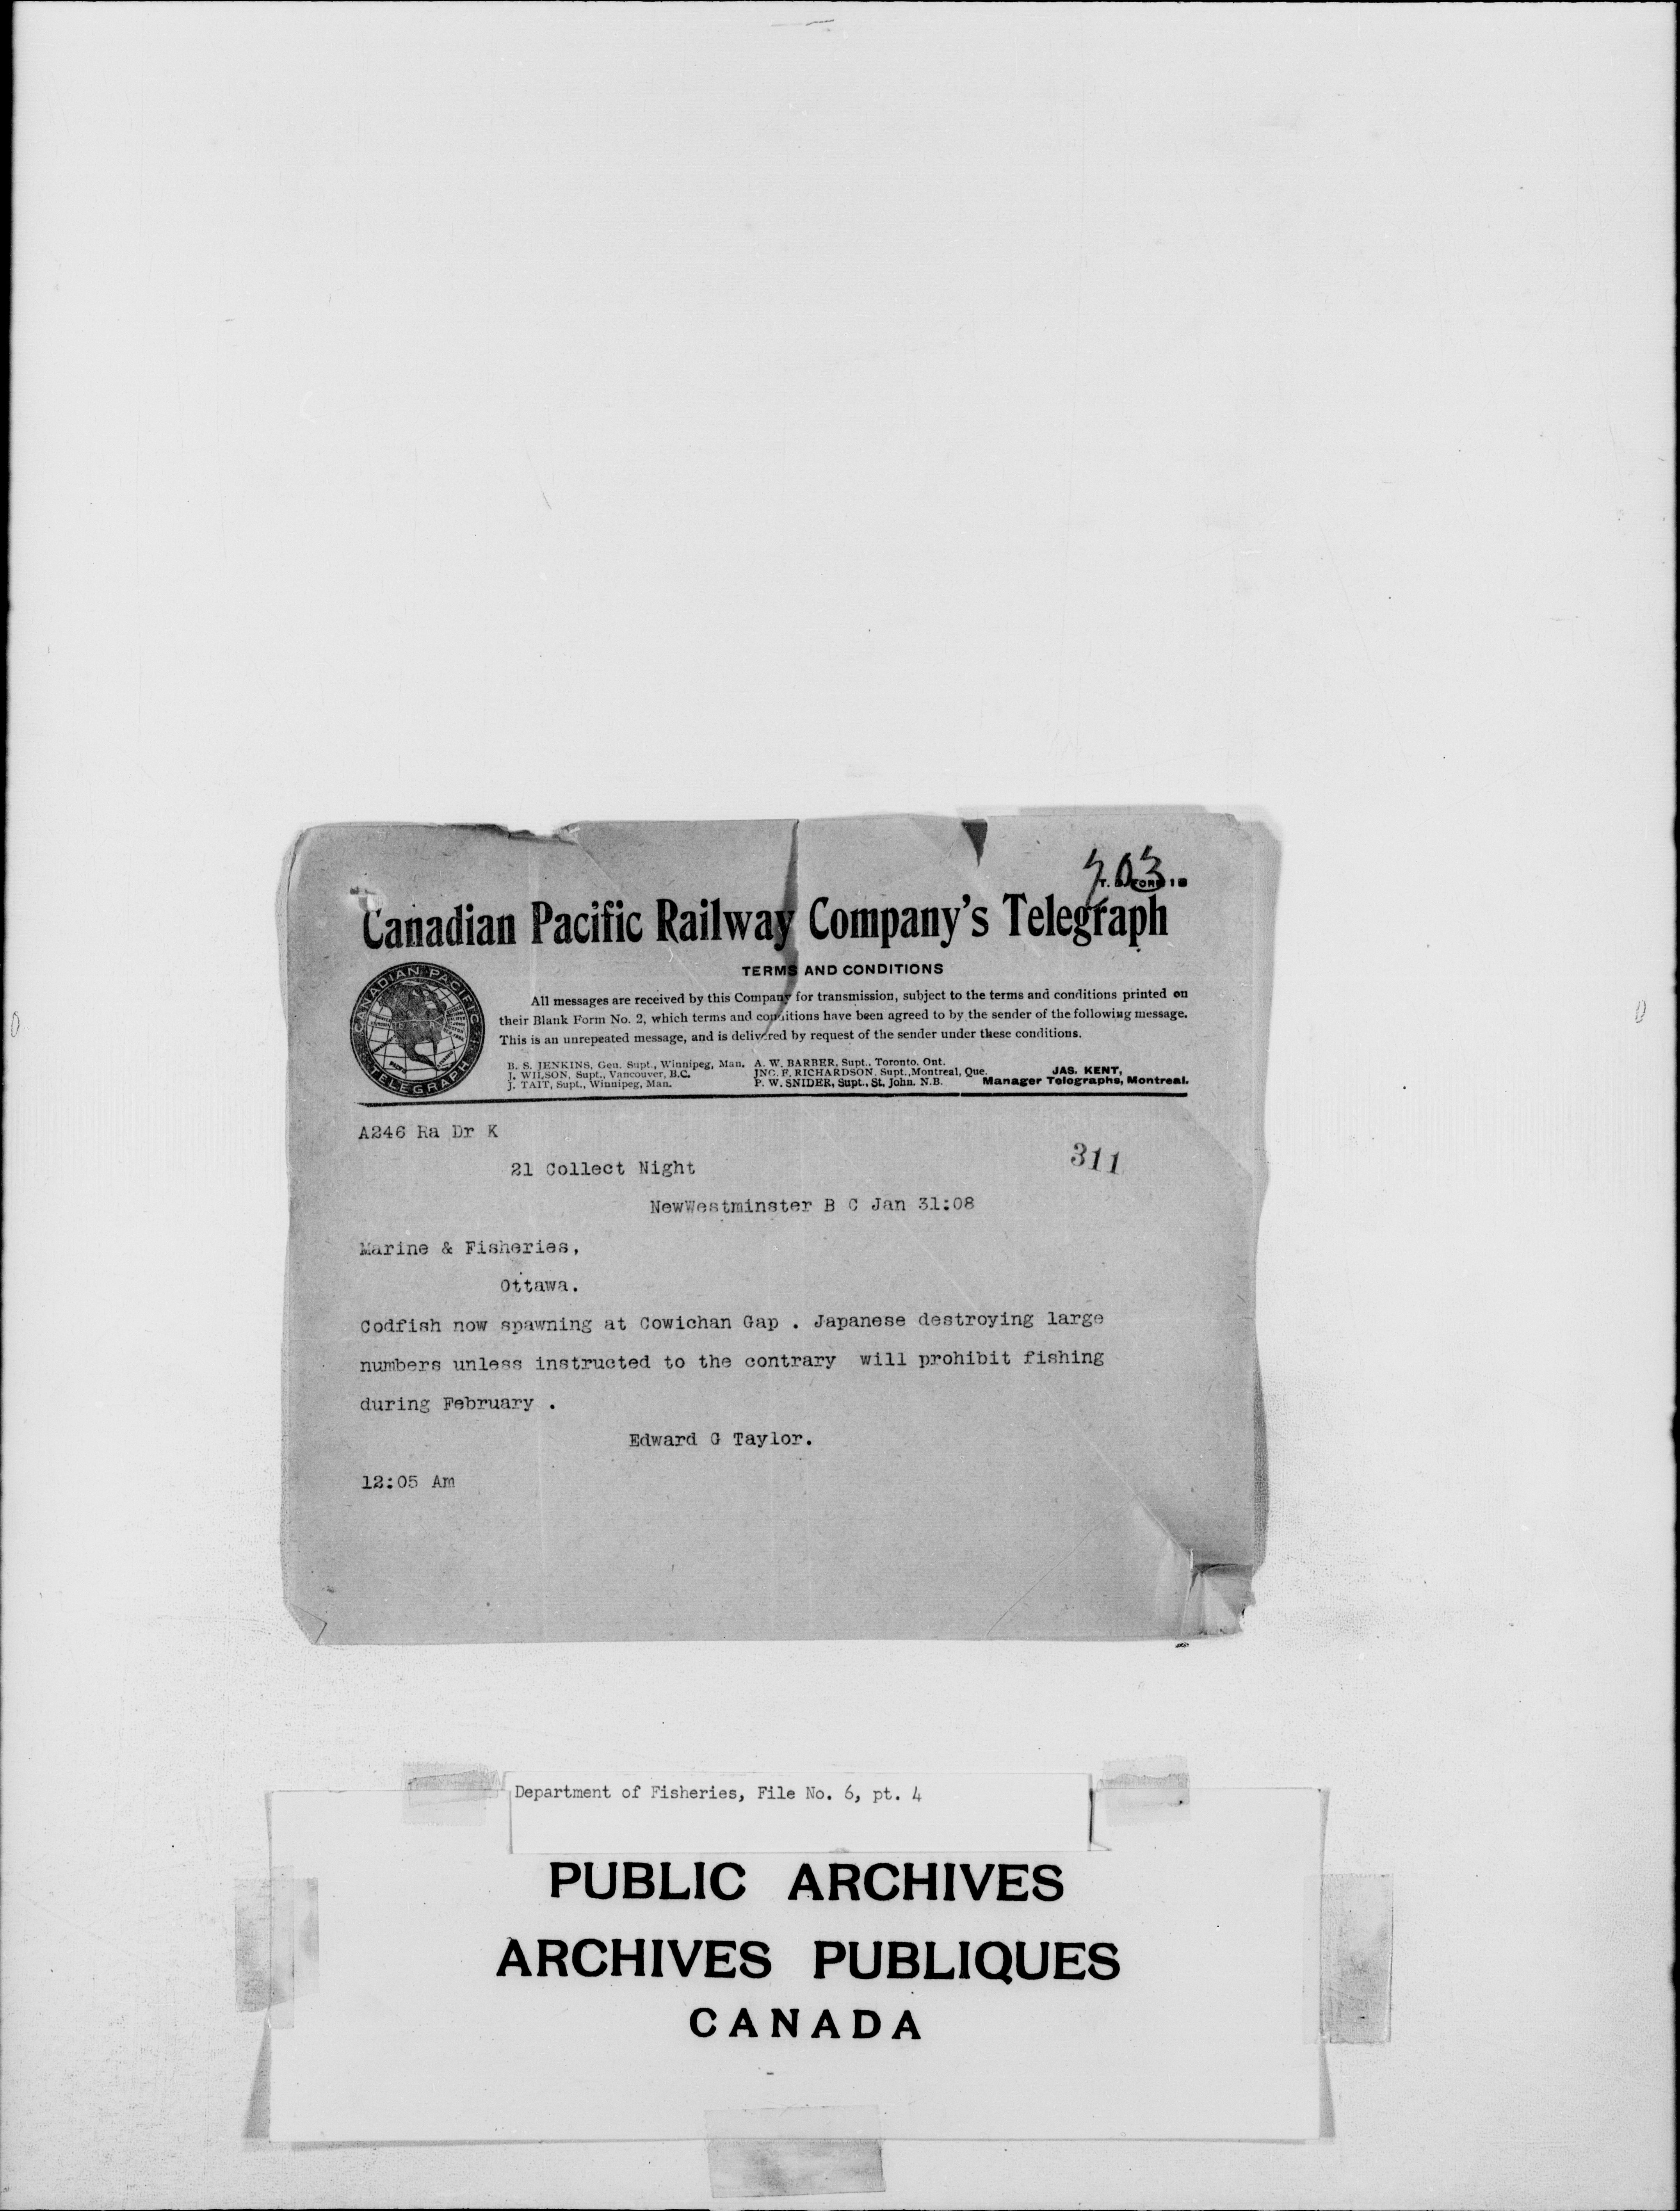 703.
Canadian Pacific Railway Company's Telegraph
TERMS AND CONDITIONS
CANADIAN PACIFIC TELEGRAPH
All messages are received by this Company for transmission, subject to the terms and conditions printed on
their Blank Form No. 2, which terms and conditions have been agreed to by the sender of the following message.
This is an unrepeated message, and is delivered by request of the sender under these conditions.
B. S. JENKINS, Gen. Supt., Winnipeg, Man. A. W. BARBER, Supt., Toronto, Ont.
J. WILSON, Supt., Vancouver, B.C. JNO. F. RICHARDSON, Supt., Montreal, Que. JAS. KENT,
J. TAIT, Supt., Winnipeg, Man. P. W. SNIDER, Supt., St. John. N.B. Manager Telegraphs, Montreal.
A246 Ra Dr K
311
21 Collect Night
NewWestminster B C Jan 31:08
Marine & Fisheries,
Ottawa.
Codfish now spawning at Cowichan Gap . Japanese destroying large
numbers unless instructed to the contrary will prohibit fishing
during February .
Edward G Taylor.
12:05 Am
Department of Fisheries, File No. 6, pt. 4
PUBLIC ARCHIVES
ARCHIVES PUBLIQUES
CANADA